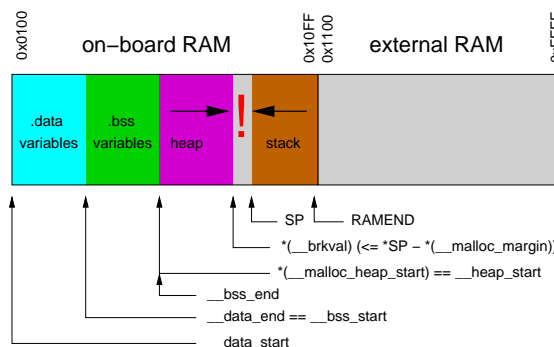 0x0100
0x10FF
0x1100
on−board RAM
external RAM
.data
variables
.bss
variables
heap
!
stack
SP
RAMEND
*(__brkval) (<= *SP − *(__malloc_margin))
*(__malloc_heap_start) == __heap_start
__bss_end
__data_end == __bss_start
data_start